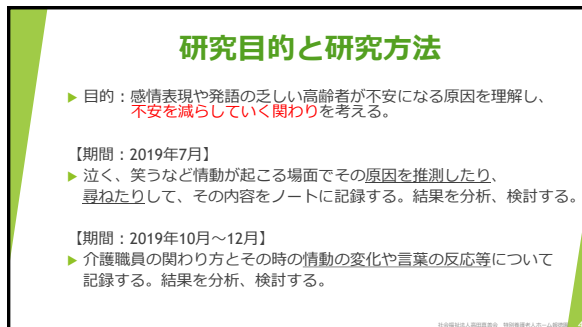 研究目的と研究方法
▶ 目的：感情表現や発語の乏しい高齢者が不安になる原因を理解し、
不安を減らしていく関わりを考える。
【期間：2019年7月】
▶ 泣く、笑うなど情動が起こる場面でその原因を推測したり、
尋ねたりして、その内容をノートに記録する。結果を分析、検討する。
【期間：2019年10月～12月】
▶ 介護職員の関わり方とその時の情動の変化や言葉の反応等について
記録する。結果を分析、検討する。